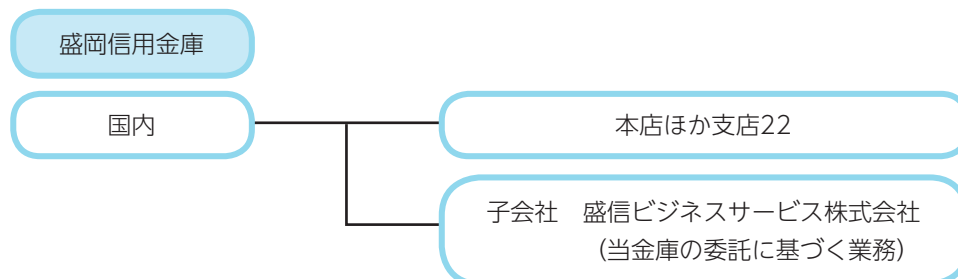 盛岡信用金庫
国内
本店ほか支店22
子会社　盛信ビジネスサービス株式会社
(当金庫の委託に基づく業務)